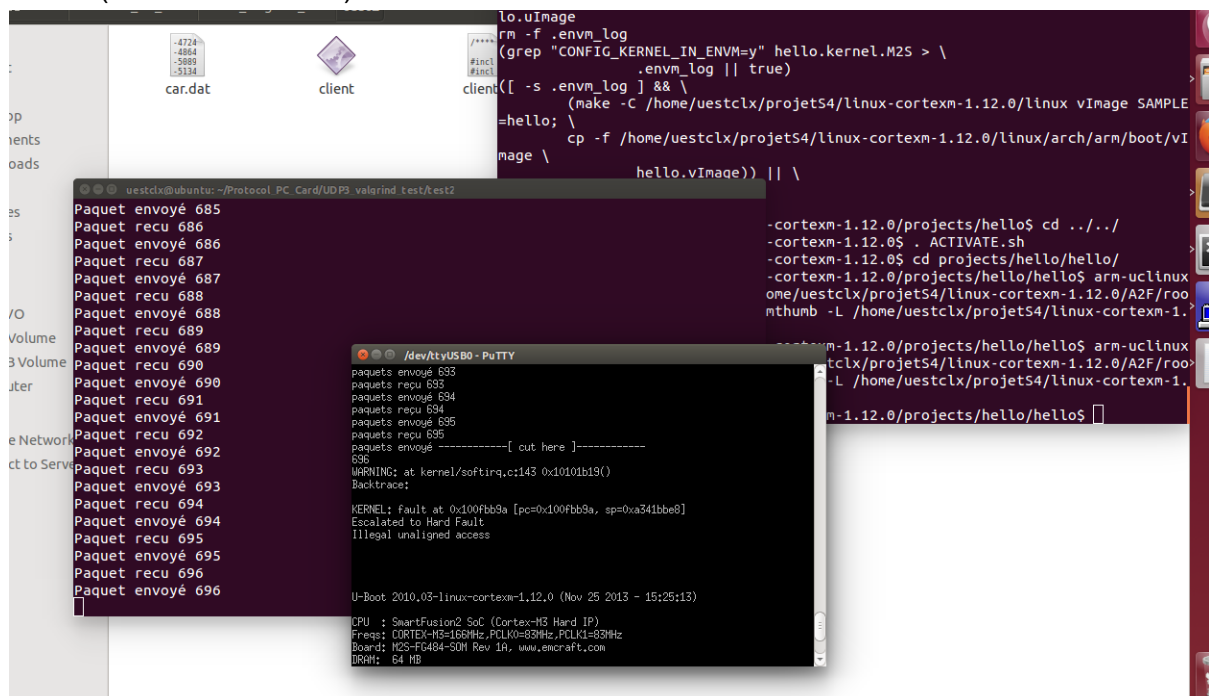 -4724
-4864
-5089
-5134
car.dat
client
/****
#incl
#incl
client
lo.uImage
rm -f .envm_log
(grep "CONFIG_KERNEL_IN_ENVM=y" hello.kernel.M2S > \
.envm_log || true)
([ -s .envm_log ] && \
(make -C /home/uestclx/projetS4/linux-cortexm-1.12.0/linux vImage SAMPLE
=hello; \
cp -f /home/uestclx/projetS4/linux-cortexm-1.12.0/linux/arch/arm/boot/vI
mage \
hello.vImage)) || \
-cortexm-1.12.0/projects/hello$ cd ../../
-cortexm-1.12.0$ . ACTIVATE.sh
-cortexm-1.12.0$ cd projects/hello/hello/
-cortexm-1.12.0/projects/hello/hello$ arm-uclinux
ome/uestclx/projetS4/linux-cortexm-1.12.0/A2F/roo
mthumb -L /home/uestclx/projetS4/linux-cortexm-1.
-cortexm-1.12.0/projects/hello/hello$ arm-uclinux
tclx/projetS4/linux-cortexm-1.12.0/A2F/roo
-L /home/uestclx/projetS4/linux-cortexm-1.
m-1.12.0/projects/hello/hello$
op
ments
oads
es
s
/O
Volume
B Volume
uter
e Network
ct to Serve
uestclx@ubuntu: ~/Protocol_PC_Card/UDP3_valgrind_test/test2
Paquet envoyé 685
Paquet recu 686
Paquet envoyé 686
Paquet recu 687
Paquet envoyé 687
Paquet recu 688
Paquet envoyé 688
Paquet recu 689
Paquet envoyé 689
Paquet recu 690
Paquet envoyé 690
Paquet recu 691
Paquet envoyé 691
Paquet recu 692
Paquet envoyé 692
Paquet recu 693
Paquet envoyé 693
Paquet recu 694
Paquet envoyé 694
Paquet recu 695
Paquet envoyé 695
Paquet recu 696
Paquet envoyé 696
/dev/ttyUSB0 - PuTTY
paquets envoyé 693
paquets reçu 693
paquets envoyé 694
paquets reçu 694
paquets envoyé 695
paquets reçu 695
paquets envoyé ------------[ cut here ]------------
696
WARNING: at kernel/softirq.c:143 0x10101b19()
Backtrace:
KERNEL: fault at 0x100fbb9a [pc=0x100fbb9a, sp=0xa341bbe8]
Escalated to Hard Fault
Illegal unaligned access
U-Boot 2010.03-linux-cortexm-1.12.0 (Nov 25 2013 - 15:25:13)
CPU : SmartFusion2 SoC (Cortex-M3 Hard IP)
Freqs: CORTEX-M3=166MHz,PCLK0=83MHz,PCLK1=83MHz
Board: M2S-FG484-SOM Rev 1A, www.emcraft.com
DRAM: 64 MB